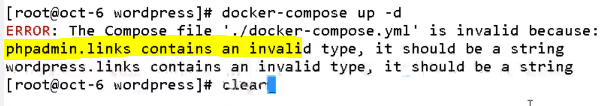 [root@oct-6 wordpress]# docker-compose up -d
ERROR: The Compose file './docker-compose.yml' is invalid because:
phpadmin.links contains an invalid type, it should be a string
wordpress.links contains an invalid type, it should be a string
[root@oct-6 wordpress]# clear